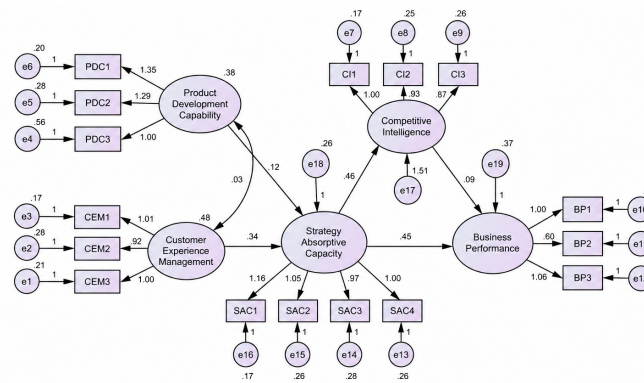 .17
.25
.26
e7
e8
e9
1
1
1
CI1
CI2
CI3
1.00
.93
.87
Competitive
Intelligence
1.51
e17
1
.20
e6
1
PDC1
1.35
.28
e5
1
PDC2
1.29
.56
e4
1
PDC3
1.00
.38
Product
Development
Capability
.12
.03
.26
e18
1
.46
.09
.37
e19
1
.17
e3
1
CEM1
1.01
.28
e2
1
CEM2
.92
.21
e1
1
CEM3
1.00
.48
Customer
Experience
Management
.34
Strategy
Absorptive
Capacity
.45
Business
Performance
1.00
BP1
1
.60
BP2
1
1.06
BP3
1
1.16
1.05
.97
1.00
SAC1
SAC2
SAC3
SAC4
1
1
1
1
e16
e15
e14
e13
.17
.26
.28
.26